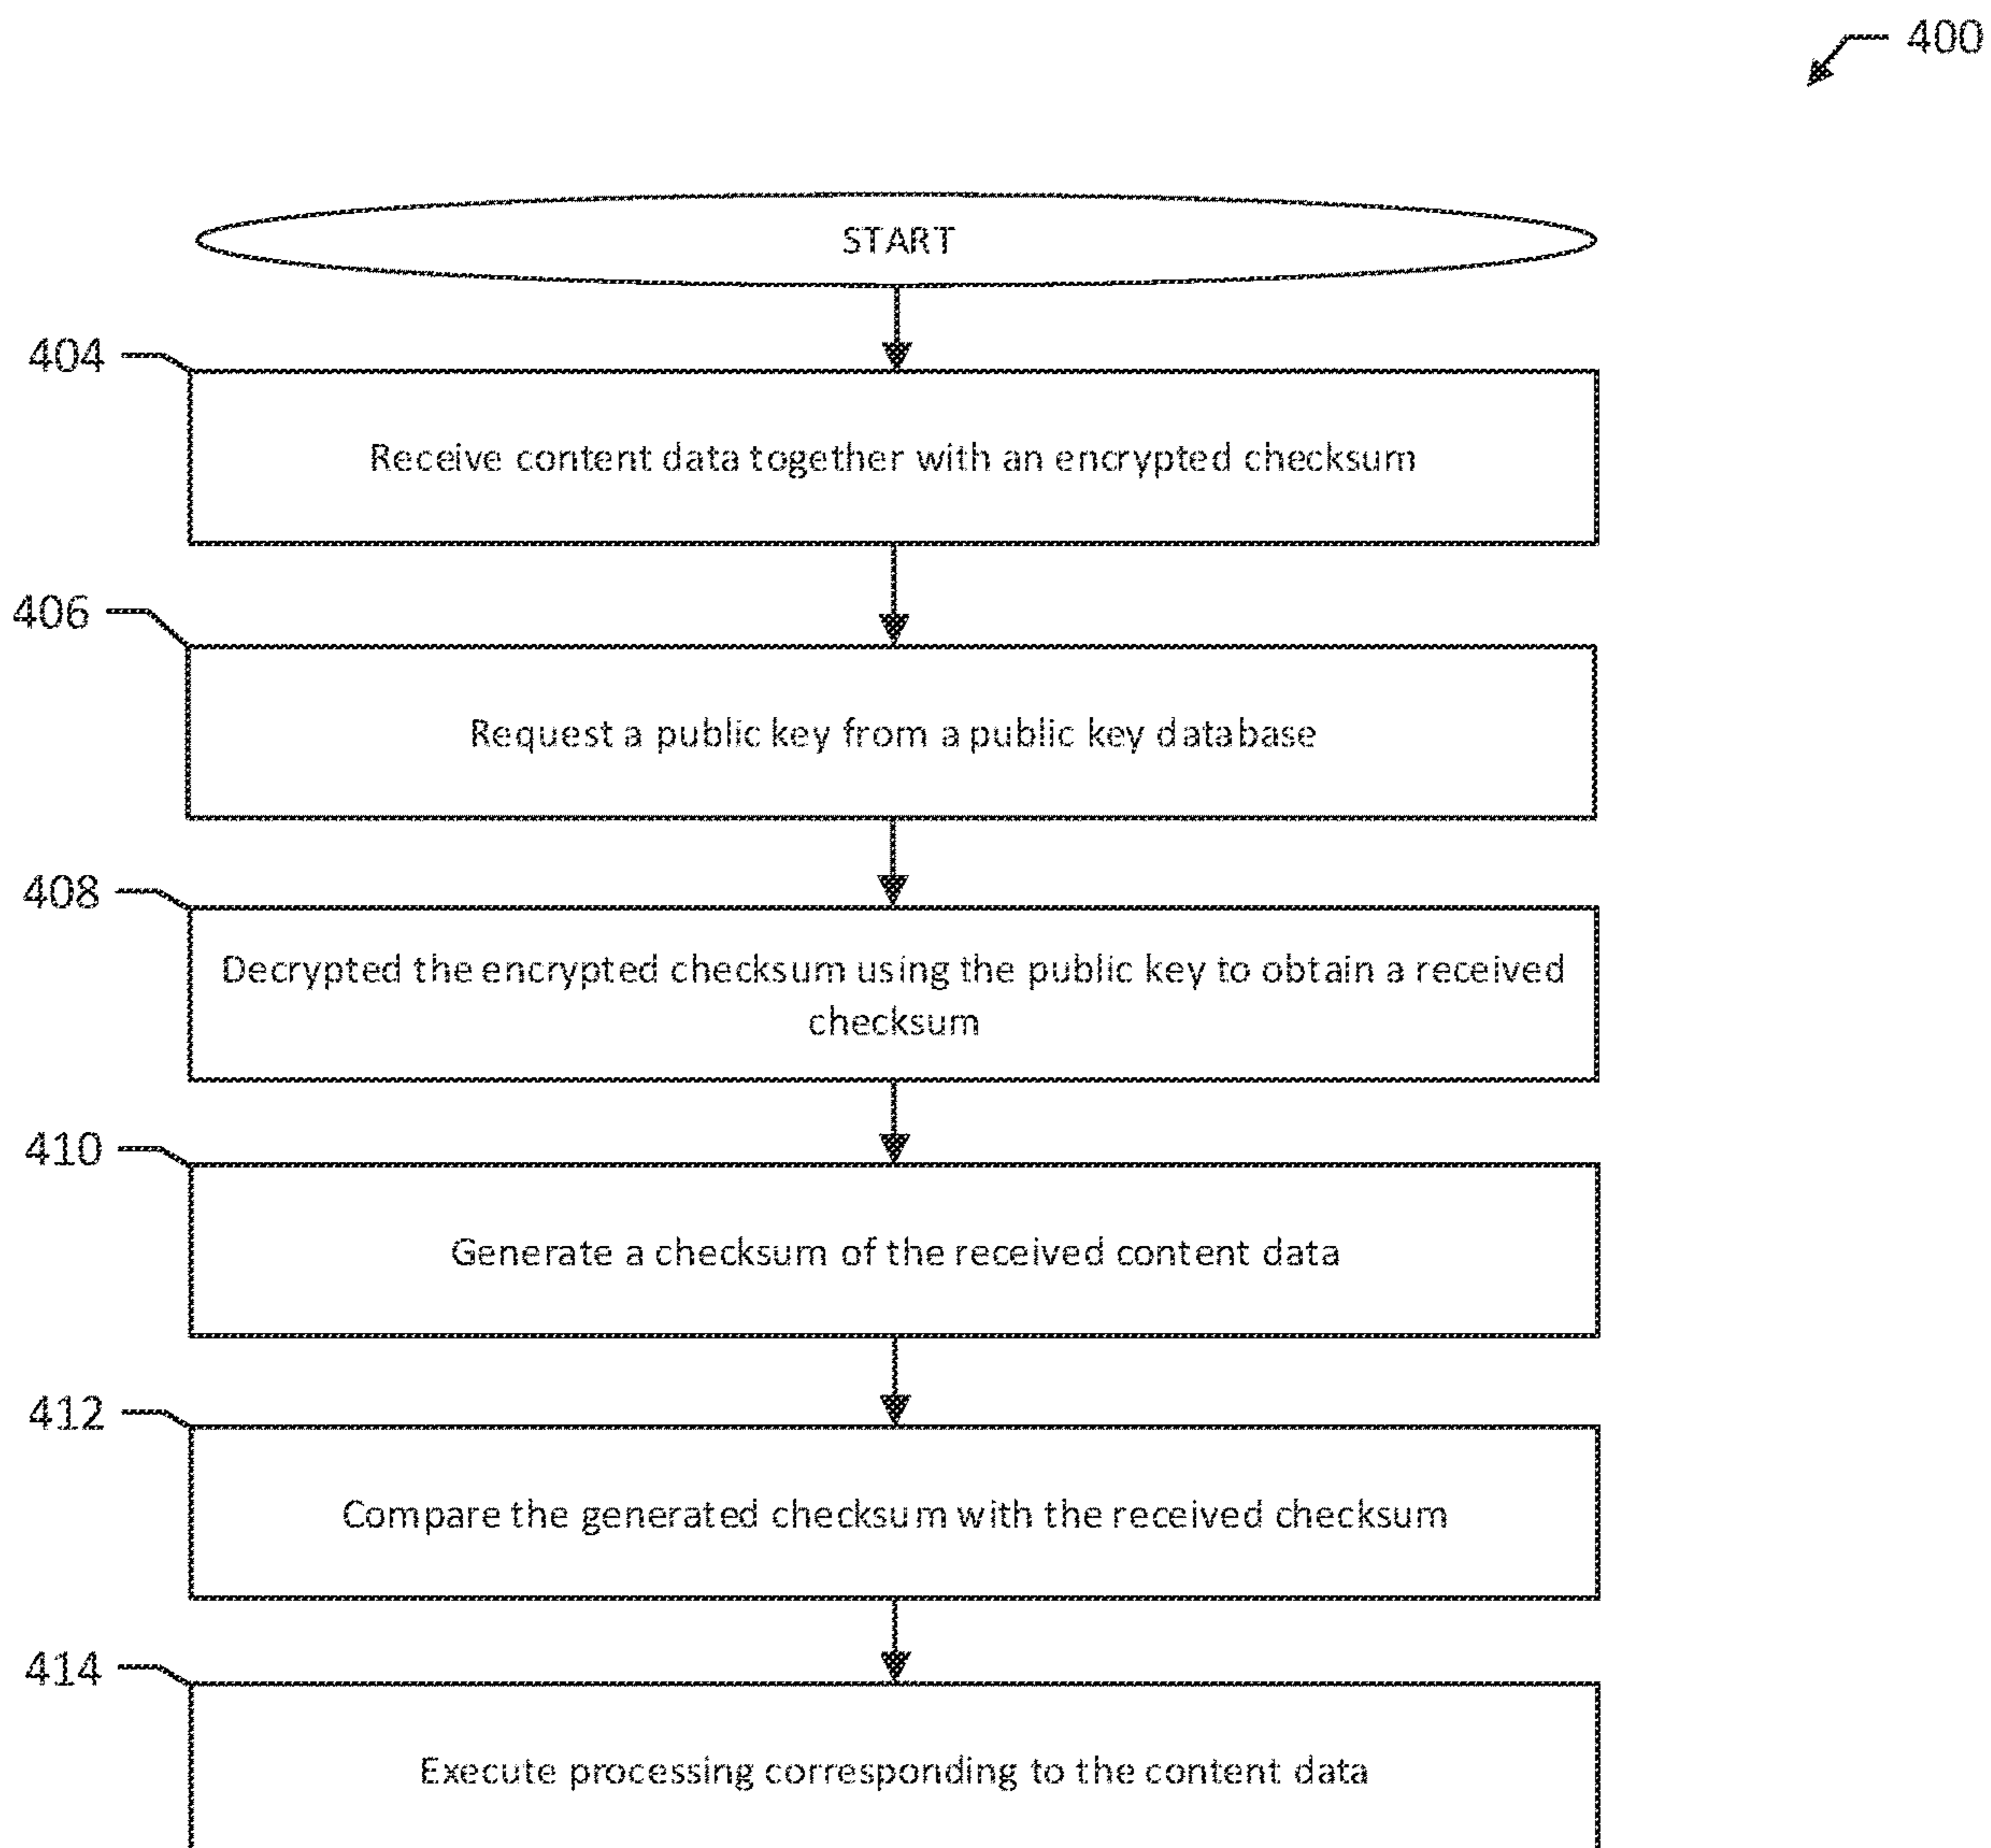 400
START
404
Receive content data together with an encrypted checksum
406
Request a public key from a public key database
408
Decrypted the encrypted checksum using the public key to obtain a received
checksum
410
Generate a checksum of the received content data
412
Compare the generated checksum with the received checksum
414
Execute processing corresponding to the content data